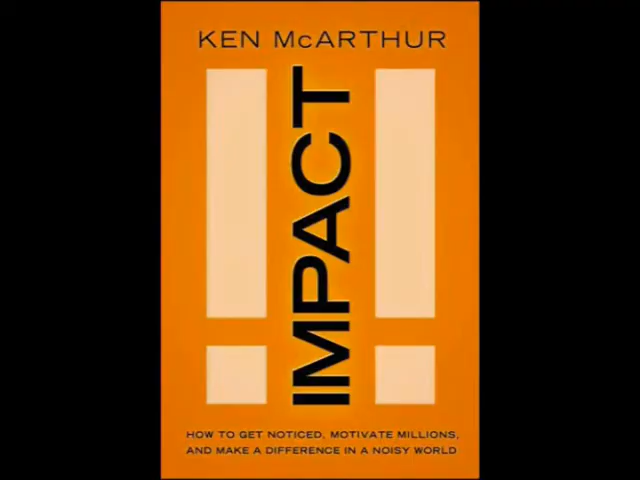 KEN McARTHUR
IMPACT
HOW TO GET NOTICED, MOTIVATE MILLIONS,
AND MAKE A DIFFERENCE IN A NOISY WORLD